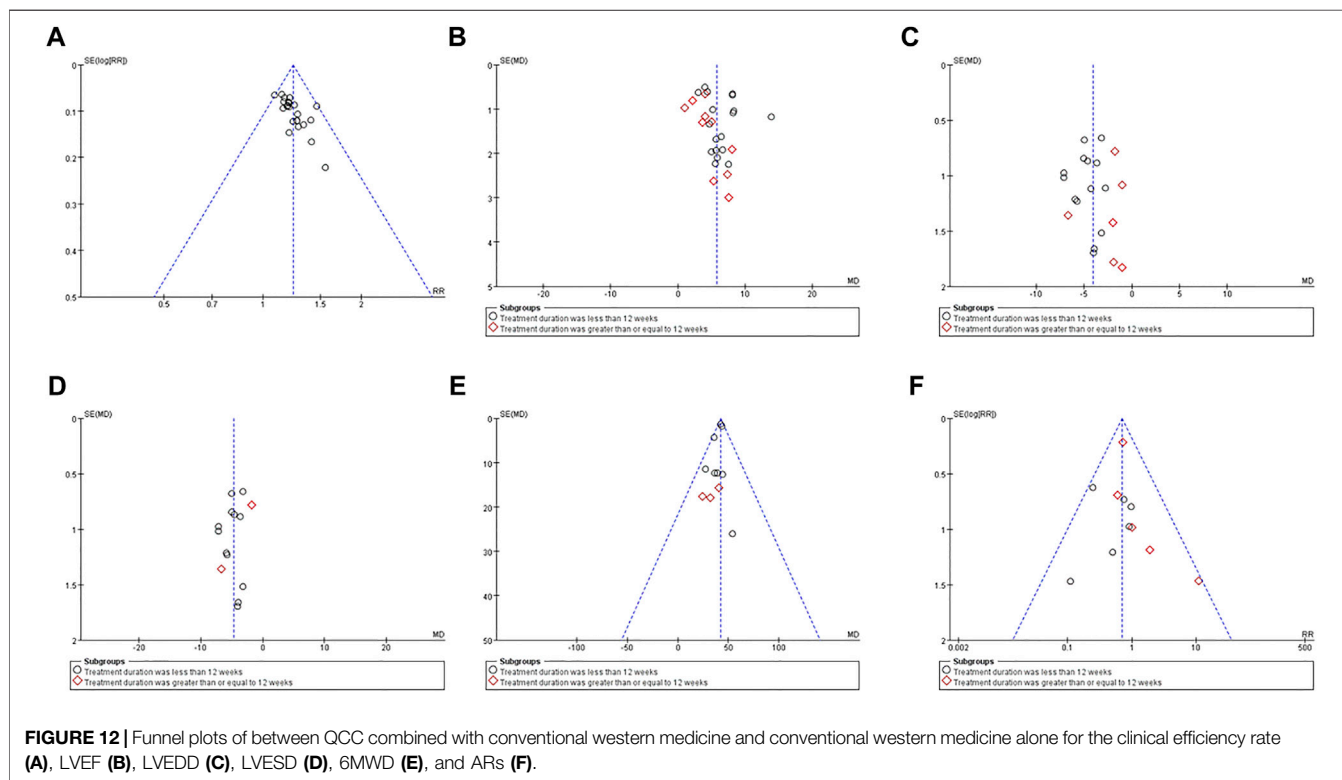 A
SE(log[RR])
0
0.1
0.2
0.3
0.4
0.5
0.5
0.7
1
1.5
2
RR
B
SE(MD)
0
1
2
3
4
5
-20
-10
0
10
20
MD
Subgroups
Treatment duration was less than 12 weeks
Treatment duration was greater than or equal to 12 weeks
C
SE(MD)
0
0.5
1
1.5
2
-10
-5
0
5
10
MD
Subgroups
Treatment duration was less than 12 weeks
Treatment duration was greater than or equal to 12 weeks
D
SE(MD)
0
0.5
1
1.5
2
-20
-10
0
10
20
MD
Subgroups
Treatment duration was less than 12 weeks
Treatment duration was greater than or equal to 12 weeks
E
SE(MD)
0
10
20
30
40
50
-100
-50
0
50
100
MD
Subgroups
Treatment duration was less than 12 weeks
Treatment duration was greater than or equal to 12 weeks
F
SE(log[RR])
0
0.5
1
1.5
2
0.002
0.1
1
10
500
RR
Subgroups
Treatment duration was less than 12 weeks
Treatment duration was greater than or equal to 12 weeks
FIGURE 12 | Funnel plots of between QCC combined with conventional western medicine and conventional western medicine alone for the clinical efficiency rate
(A), LVEF (B), LVEDD (C), LVESD (D), 6MWD (E), and ARs (F).